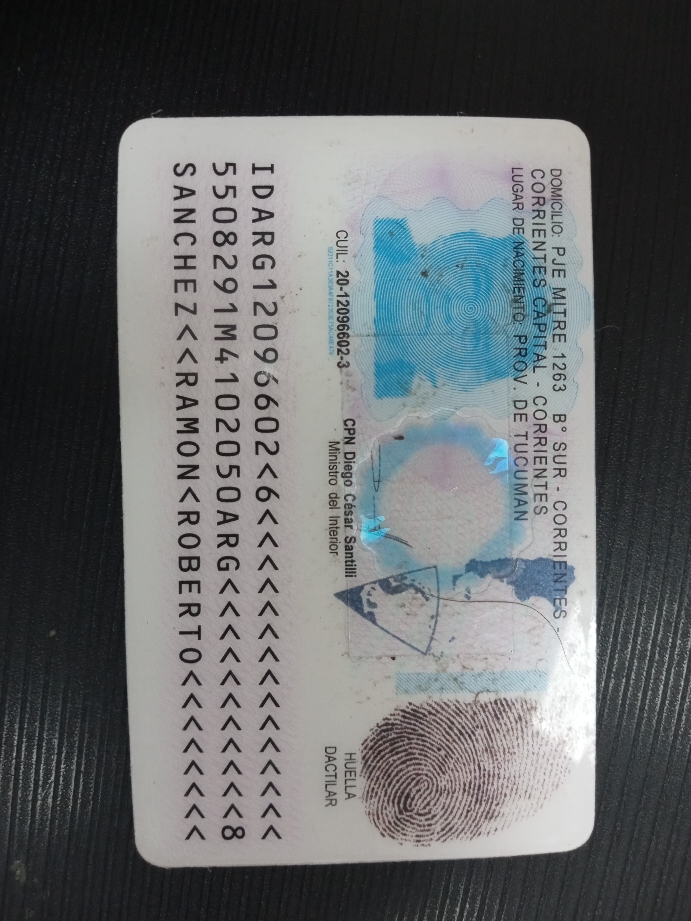 DOMICILIO: PJE MITRE 1263 B° SUR - CORRIENTES -
CORRIENTES CAPITAL - CORRIENTES
LUGAR DE NACIMIENTO: PROV. DE TUCUMAN
CUIL: 20-12096602-3
CPN Diego César Santilli
Ministro del Interior
HUELLA
DACTILAR
IDARG12096602<6<<<<<<<<<<<<<<<
5508291M4102050ARG<<<<<<<<<<<8
SANCHEZ<<RAMON<ROBERTO<<<<<<<<